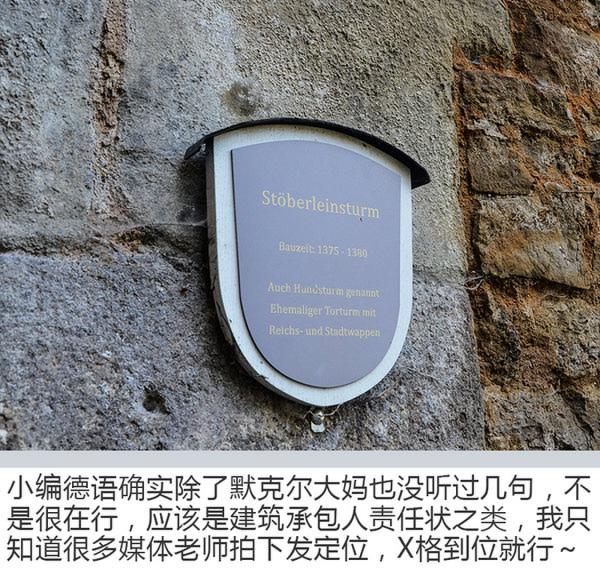 Stöberleinsturm
Bauzeit: 1375 - 1380
Auch Hundsturm genannt
Ehemaliger Torturm mit
Reichs- und Stadtwappen
小编德语确实除了默克尔大妈也没听过几句，不
是很在行，应该是建筑承包人责任状之类，我只
知道很多媒体老师拍下发定位，X格到位就行～